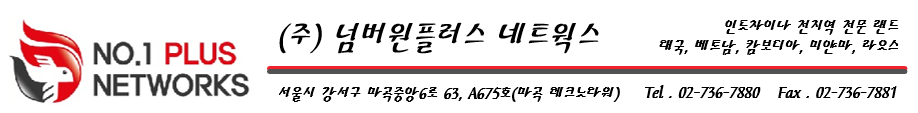 NO.1 PLUS
NETWORKS
(주) 넘버원플러스 네트웍스
인도차이나 전지역 전문 랜드
태국, 베트남, 캄보디아, 미얀마, 라오스
서울시 강서구 마곡중앙6로 63, A675호(마곡 테크노타워) Tel . 02-736-7880 Fax . 02-736-7881